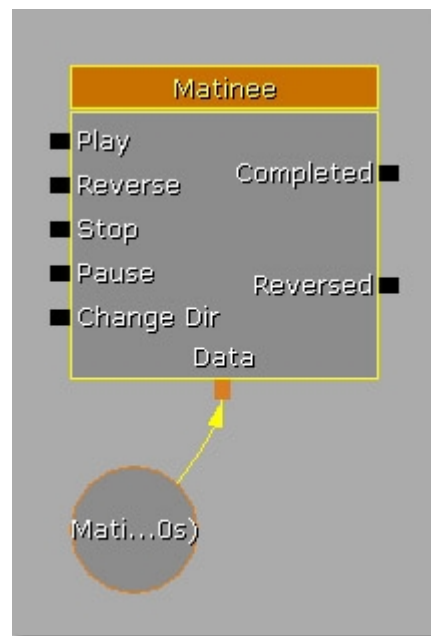 Matinee
Play
Reverse
Completed
Stop
Pause
Reversed
Change Dir
Data
Mati...0s)